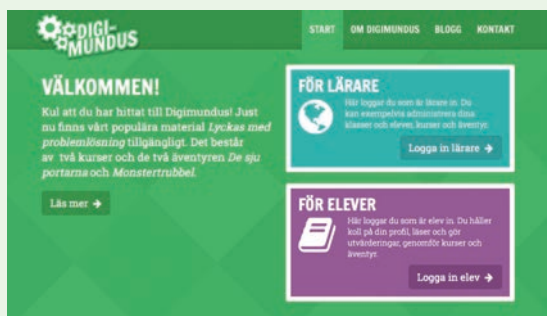 DIGI-
MUNDUS
START OM DIGIMUNDUS BLOGG KONTAKT
VÄLKOMMEN!
Kul att du har hittat till Digimundus! Just
nu finns vårt populära material Lyckas med
problemlösning tillgängligt. Det består
av två kurser och de två äventyren De sju
portarna och Monstertrubbel.
Läs mer →
FÖR LÄRARE
Här loggar du som är lärare in. Du
kan exempelvis administrera dina
klasser och elever, kurser och äventyr.
Logga in lärare →
FÖR ELEVER
Här loggar du som är elev in. Du håller
koll på din profil, läser och gör
utvärderingar, genomför kurser och
äventyr.
Logga in elev →